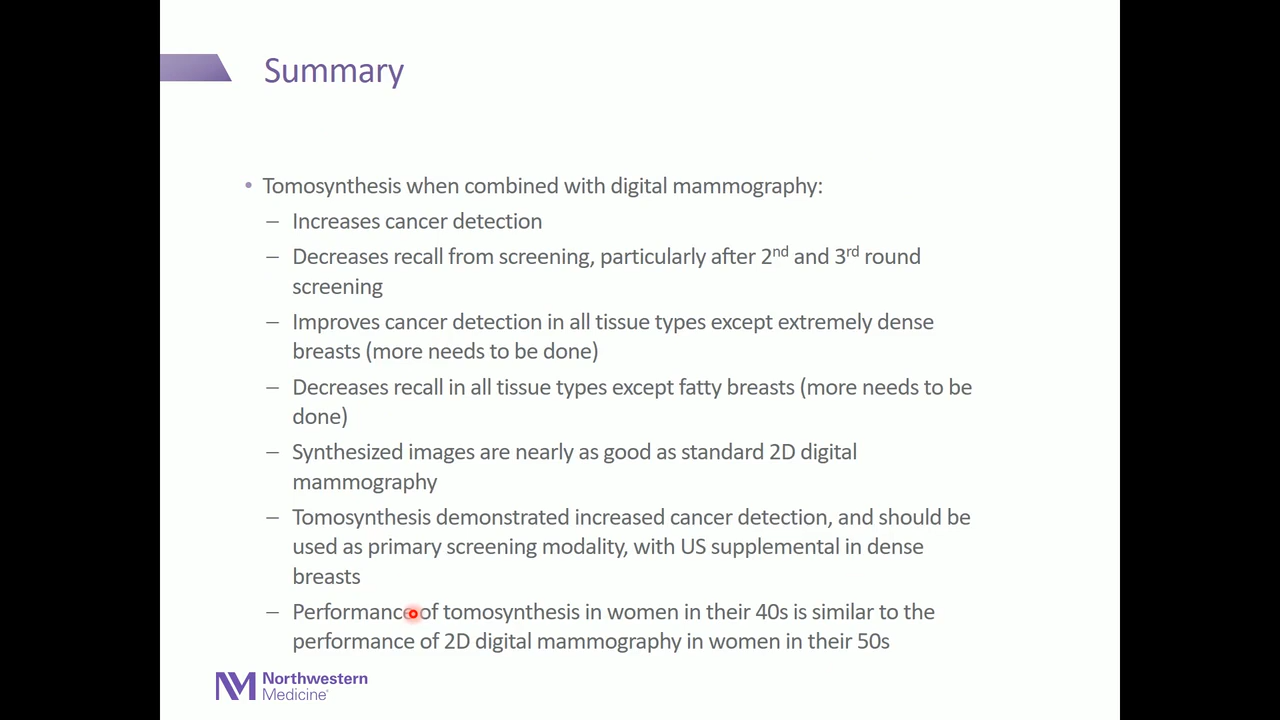 Summary
• Tomosynthesis when combined with digital mammography:
– Increases cancer detection
– Decreases recall from screening, particularly after 2nd and 3rd round
screening
– Improves cancer detection in all tissue types except extremely dense
breasts (more needs to be done)
– Decreases recall in all tissue types except fatty breasts (more needs to be
done)
– Synthesized images are nearly as good as standard 2D digital
mammography
– Tomosynthesis demonstrated increased cancer detection, and should be
used as primary screening modality, with US supplemental in dense
breasts
– Performance of tomosynthesis in women in their 40s is similar to the
performance of 2D digital mammography in women in their 50s
NM Northwestern
Medicine®